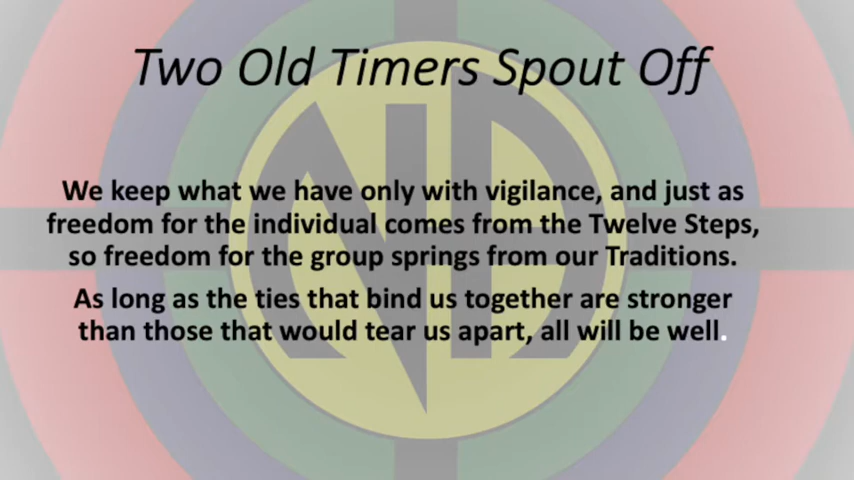 Two Old Timers Spout Off
We keep what we have only with vigilance, and just as
freedom for the individual comes from the Twelve Steps,
so freedom for the group springs from our Traditions.
As long as the ties that bind us together are stronger
than those that would tear us apart, all will be well.